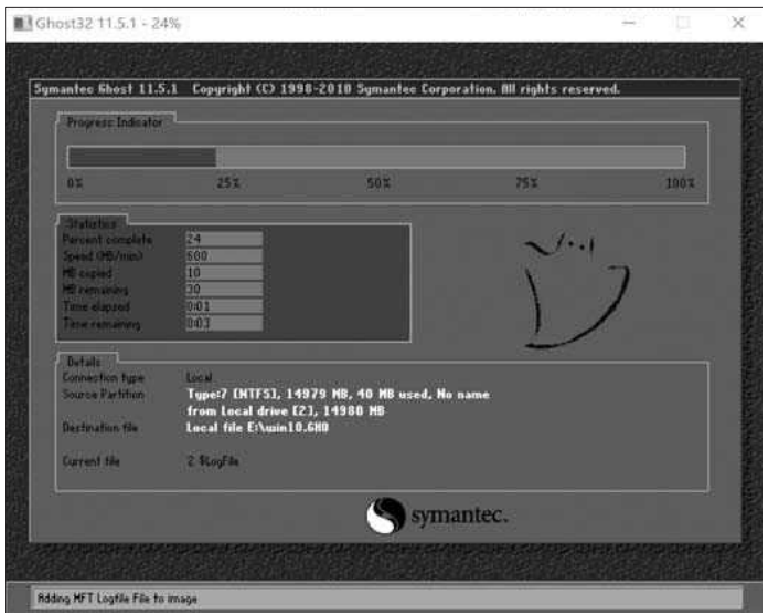 Ghost32 11.5.1 - 24%
Symantec Ghost 11.5.1 Copyright (C) 1998-2010 Symantec Corporation. All rights reserved.
Progress Indicator
0% 25% 50% 75% 100%
Statistics
Percent complete 24
Speed (MB/min) 600
MB copied 10
MB remaining 30
Time elapsed 0:01
Time remaining 0:03
Details
Connection type Local
Source Partition Type:7 [NTFS], 14979 MB, 40 MB used, No name
from Local drive [2], 14980 MB
Destination file Local file E:\win10.GHO
Current file 2 $LogFile
symantec.
Adding MFT Logfile File to image